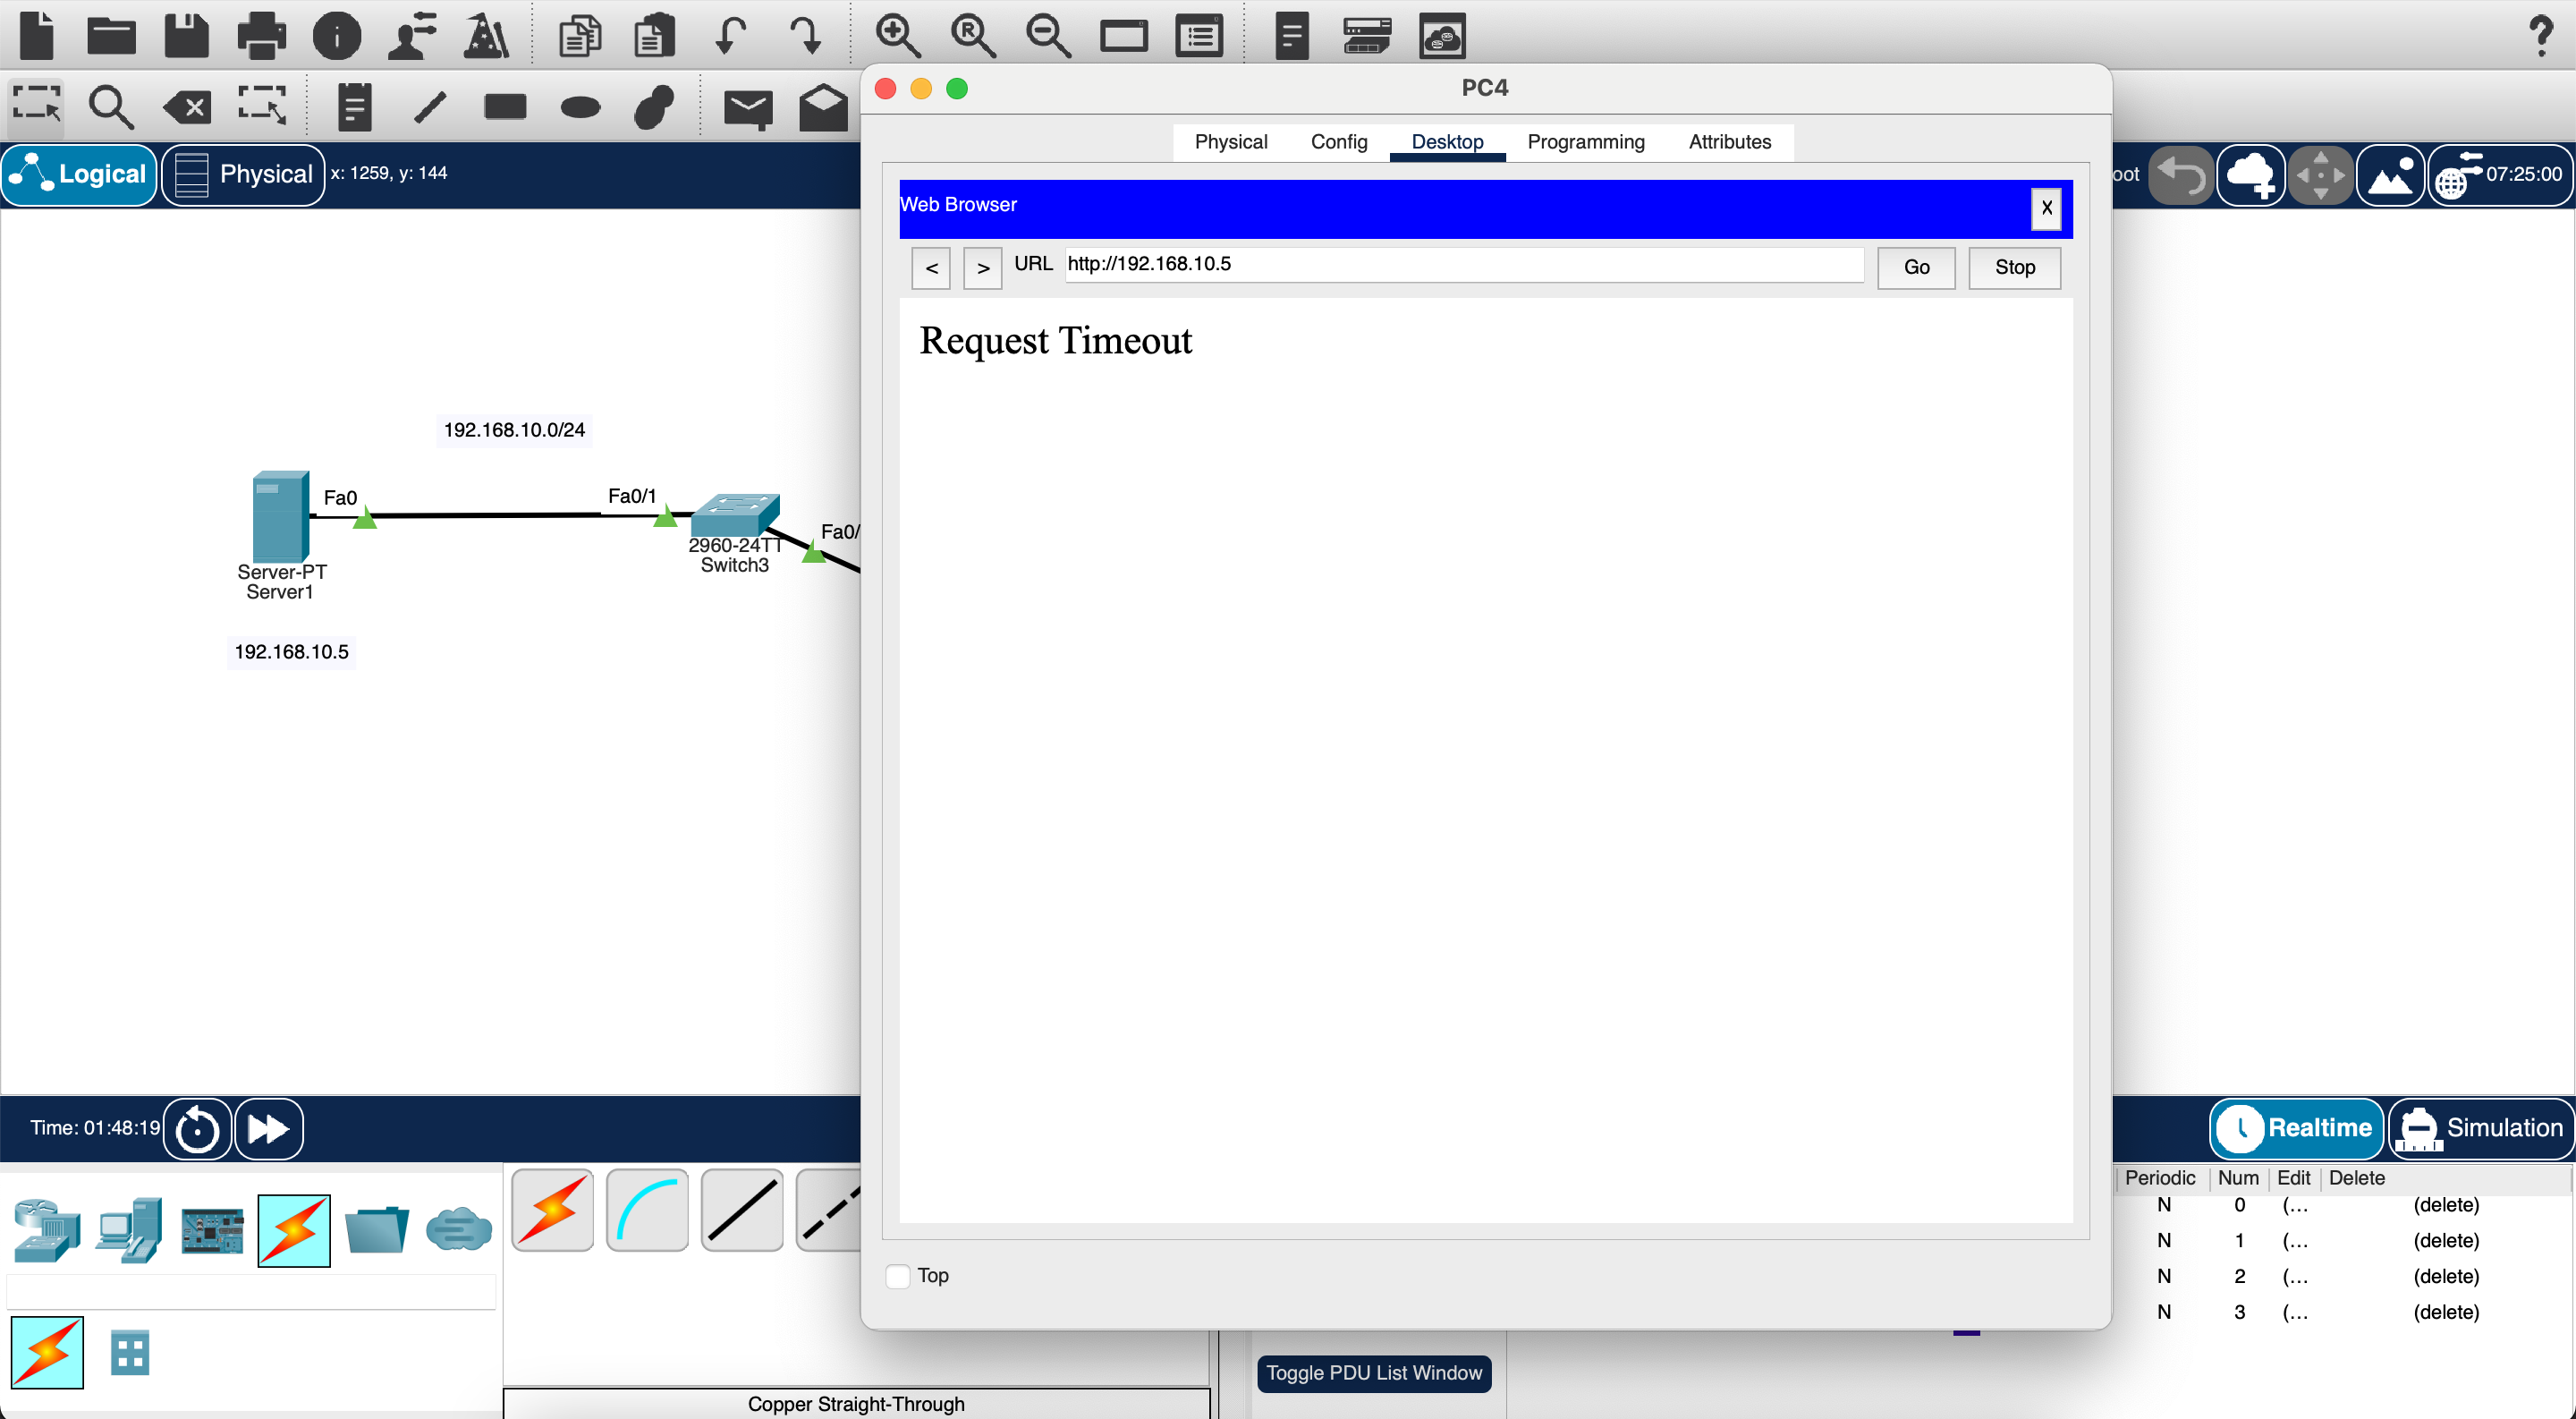 PC4
Physical
Config
Desktop
Programming
Attributes
Logical
Physical
x: 1259, y: 144
oot
07:25:00
Web Browser
X
<
>
URL
http://192.168.10.5
Go
Stop
Request Timeout
192.168.10.0/24
Fa0
Fa0/1
Fa0/
2960-24TT
Switch3
Server-PT
Server1
192.168.10.5
Time: 01:48:19
Realtime
Simulation
Periodic Num Edit Delete
N 0 (... (delete)
N 1 (... (delete)
N 2 (... (delete)
N 3 (... (delete)
Top
Toggle PDU List Window
Copper Straight-Through